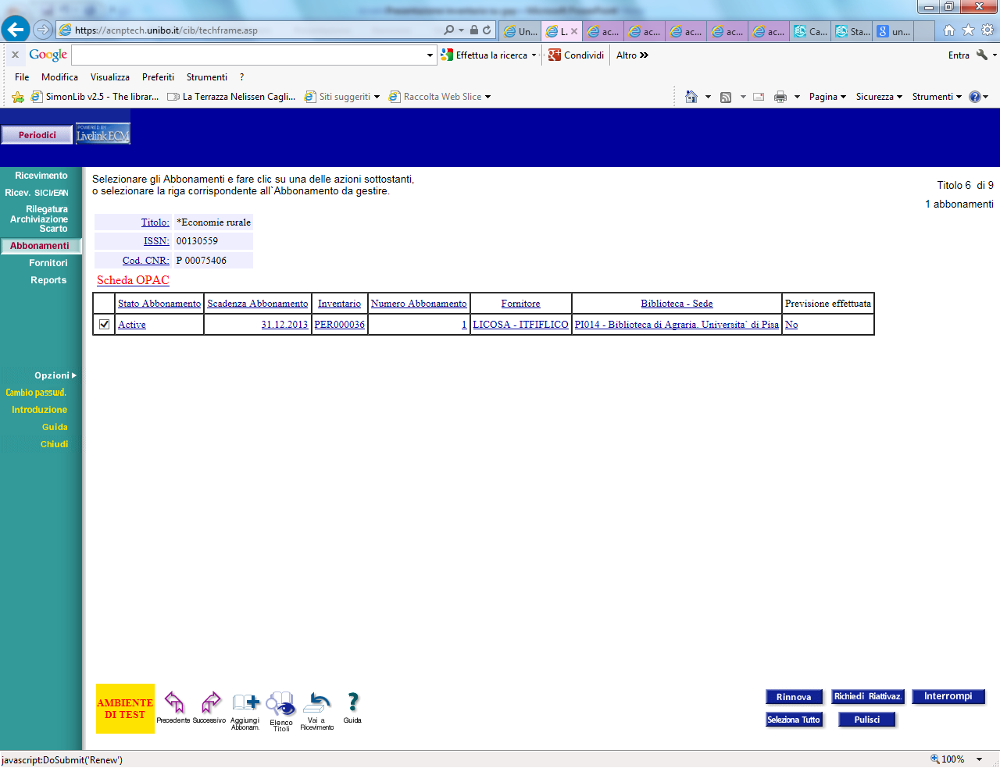 https://acnptech.unibo.it/cib/techframe.asp
Un...
L
ac...
ac...
ac...
ac...
ac...
Ca...
Sta...
un...
x Google
Effettua la ricerca
Condividi
Altro
Entra
File Modifica Visualizza Preferiti Strumenti ?
SimonLib v2.5 - The librar...
La Terrazza Nelissen Cagli...
Siti suggeriti
Raccolta Web Slice
Pagina
Sicurezza
Strumenti
Periodici
POWERED BY
Livelink ECM
Ricevimento
Ricev. SICI/EAN
Rilegatura
Archiviazione
Scarto
Abbonamenti
Fornitori
Reports
Opzioni
Cambio passwd.
Introduzione
Guida
Chiudi
Selezionare gli Abbonamenti e fare clic su una delle azioni sottostanti,
o selezionare la riga corrispondente all`Abbonamento da gestire.
Titolo 6 di 9
1 abbonamenti
Titolo: *Economie rurale
ISSN: 00130559
Cod. CNR: P 00075406
Scheda OPAC
Stato Abbonamento Scadenza Abbonamento Inventario Numero Abbonamento Fornitore Biblioteca - Sede Previsione effettuata
Active 31.12.2013 PER000036 1 LICOSA - ITFIFLICO PI014 - Biblioteca di Agraria. Universita` di Pisa No
AMBIENTE
DI TEST
Precedente
Successivo
Aggiungi
Abbonam.
Elenco
Titoli
Vai a
Ricevimento
Guida
Rinnova
Richiedi Riattivaz.
Interrompi
Seleziona Tutto
Pulisci
javascript:DoSubmit('Renew')
100%